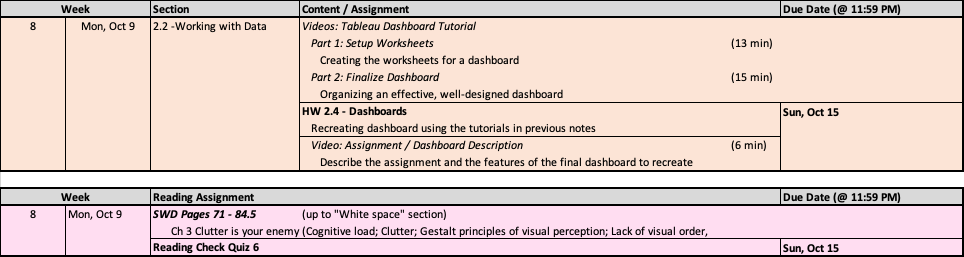 Week Section Content / Assignment Due Date (@ 11:59 PM)
8 Mon, Oct 9 2.2 -Working with Data Videos: Tableau Dashboard Tutorial
Part 1: Setup Worksheets (13 min)
Creating the worksheets for a dashboard
Part 2: Finalize Dashboard (15 min)
Organizing an effective, well-designed dashboard
HW 2.4 - Dashboards Sun, Oct 15
Recreating dashboard using the tutorials in previous notes
Video: Assignment / Dashboard Description (6 min)
Describe the assignment and the features of the final dashboard to recreate
Week Reading Assignment Due Date (@ 11:59 PM)
8 Mon, Oct 9 SWD Pages 71 - 84.5 (up to "White space" section)
Ch 3 Clutter is your enemy (Cognitive load; Clutter; Gestalt principles of visual perception; Lack of visual order,
Reading Check Quiz 6 Sun, Oct 15